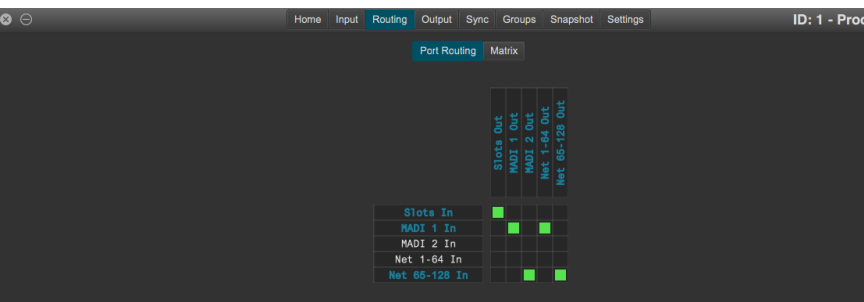 Home Input Routing Output Sync Groups Snapshot Settings ID: 1 - Prod
Port Routing Matrix
Slots Out
MADI 1 Out
MADI 2 Out
Net 1-64 Out
Net 65-128 Out
Slots In
MADI 1 In
MADI 2 In
Net 1-64 In
Net 65-128 In